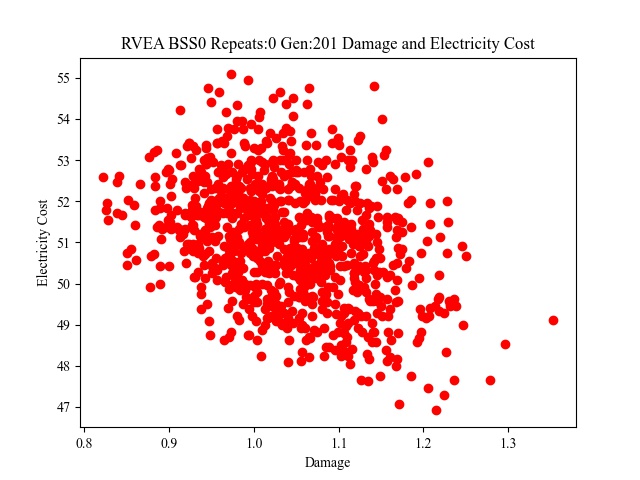 RVEA BSS0 Repeats:0 Gen:201 Damage and Electricity Cost
55
54
53
52
51
50
49
48
47
Electricity Cost
0.8 0.9 1.0 1.1 1.2 1.3
Damage